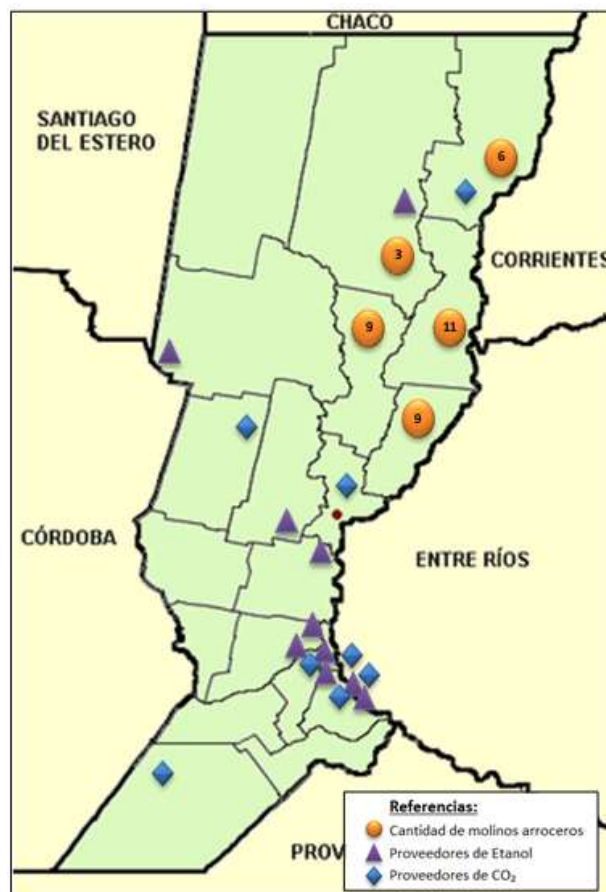 CHACO
SANTIAGO
DEL ESTERO
6
CORRIENTES
3
9
11
9
CÓRDOBA
ENTRE RÍOS
PROV
Referencias:
Cantidad de molinos arroceros
Proveedores de Etanol
Proveedores de CO₂